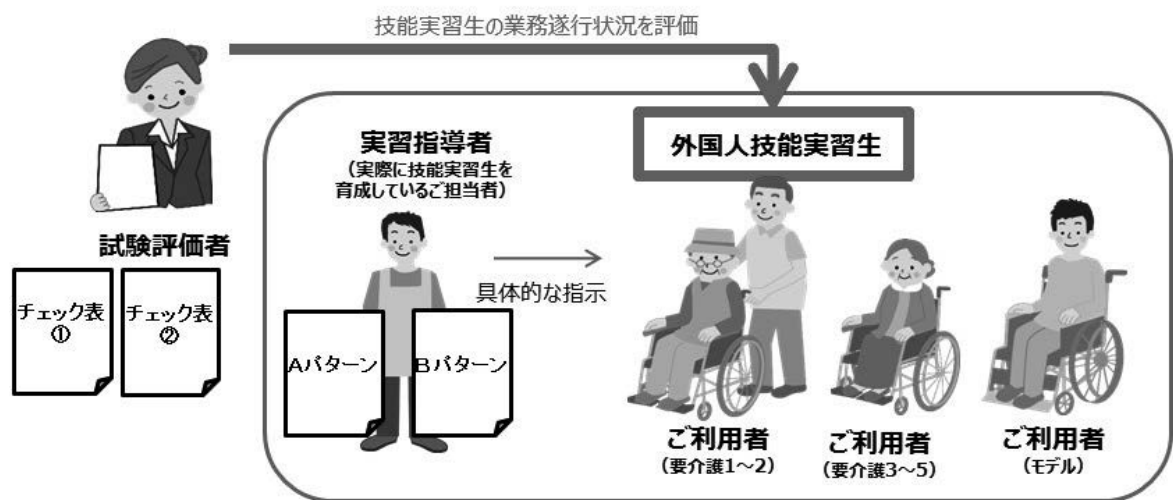 技能実習生の業務遂行状況を評価
実習指導者
（実際に技能実習生を
育成しているご担当者）
外国人技能実習生
試験評価者
チェック表
①
チェック表
②
具体的な指示
Aパターン
Bパターン
ご利用者
（要介護1～2）
ご利用者
（要介護3～5）
ご利用者
（モデル）